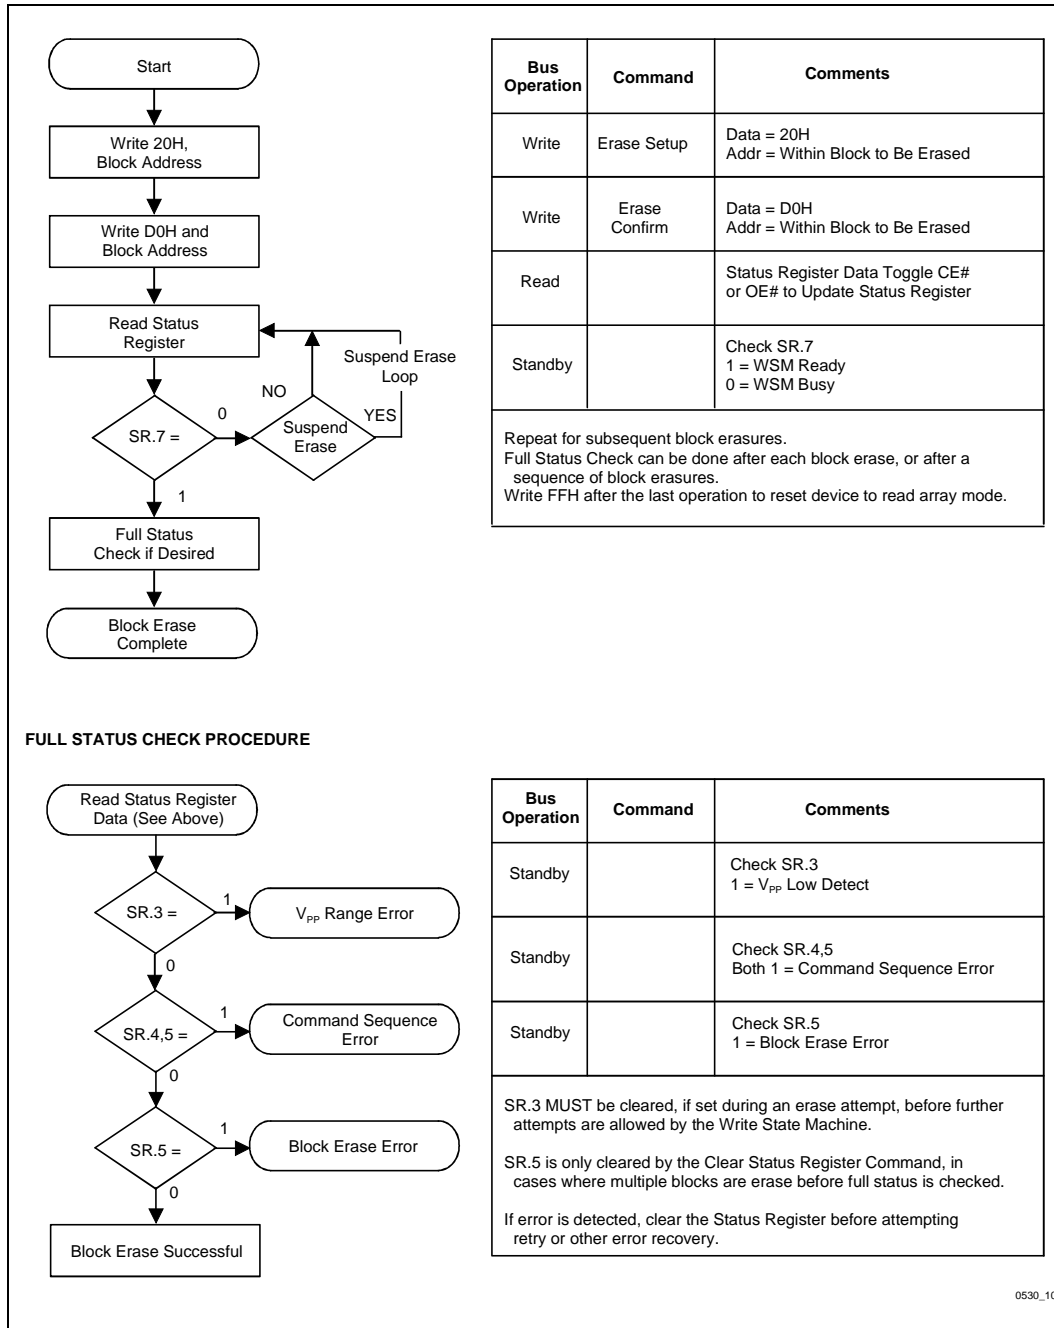 Start
Write 20H,
Block Address
Write D0H and
Block Address
Read Status
Register
Suspend Erase
Loop
NO
YES
0
SR.7 =
Suspend
Erase
1
Full Status
Check if Desired
Block Erase
Complete
Bus
Operation
Command
Comments
Write
Erase Setup
Data = 20H
Addr = Within Block to Be Erased
Write
Erase
Confirm
Data = D0H
Addr = Within Block to Be Erased
Read
Status Register Data Toggle CE#
or OE# to Update Status Register
Standby
Check SR.7
1 = WSM Ready
0 = WSM Busy
Repeat for subsequent block erasures.
Full Status Check can be done after each block erase, or after a
sequence of block erasures.
Write FFH after the last operation to reset device to read array mode.
FULL STATUS CHECK PROCEDURE
Read Status Register
Data (See Above)
SR.3 =
1
VPP Range Error
0
SR.4,5 =
1
Command Sequence
Error
0
SR.5 =
1
Block Erase Error
0
Block Erase Successful
Bus
Operation
Command
Comments
Standby
Check SR.3
1 = VPP Low Detect
Standby
Check SR.4,5
Both 1 = Command Sequence Error
Standby
Check SR.5
1 = Block Erase Error
SR.3 MUST be cleared, if set during an erase attempt, before further
attempts are allowed by the Write State Machine.
SR.5 is only cleared by the Clear Status Register Command, in
cases where multiple blocks are erase before full status is checked.
If error is detected, clear the Status Register before attempting
retry or other error recovery.
0530_10